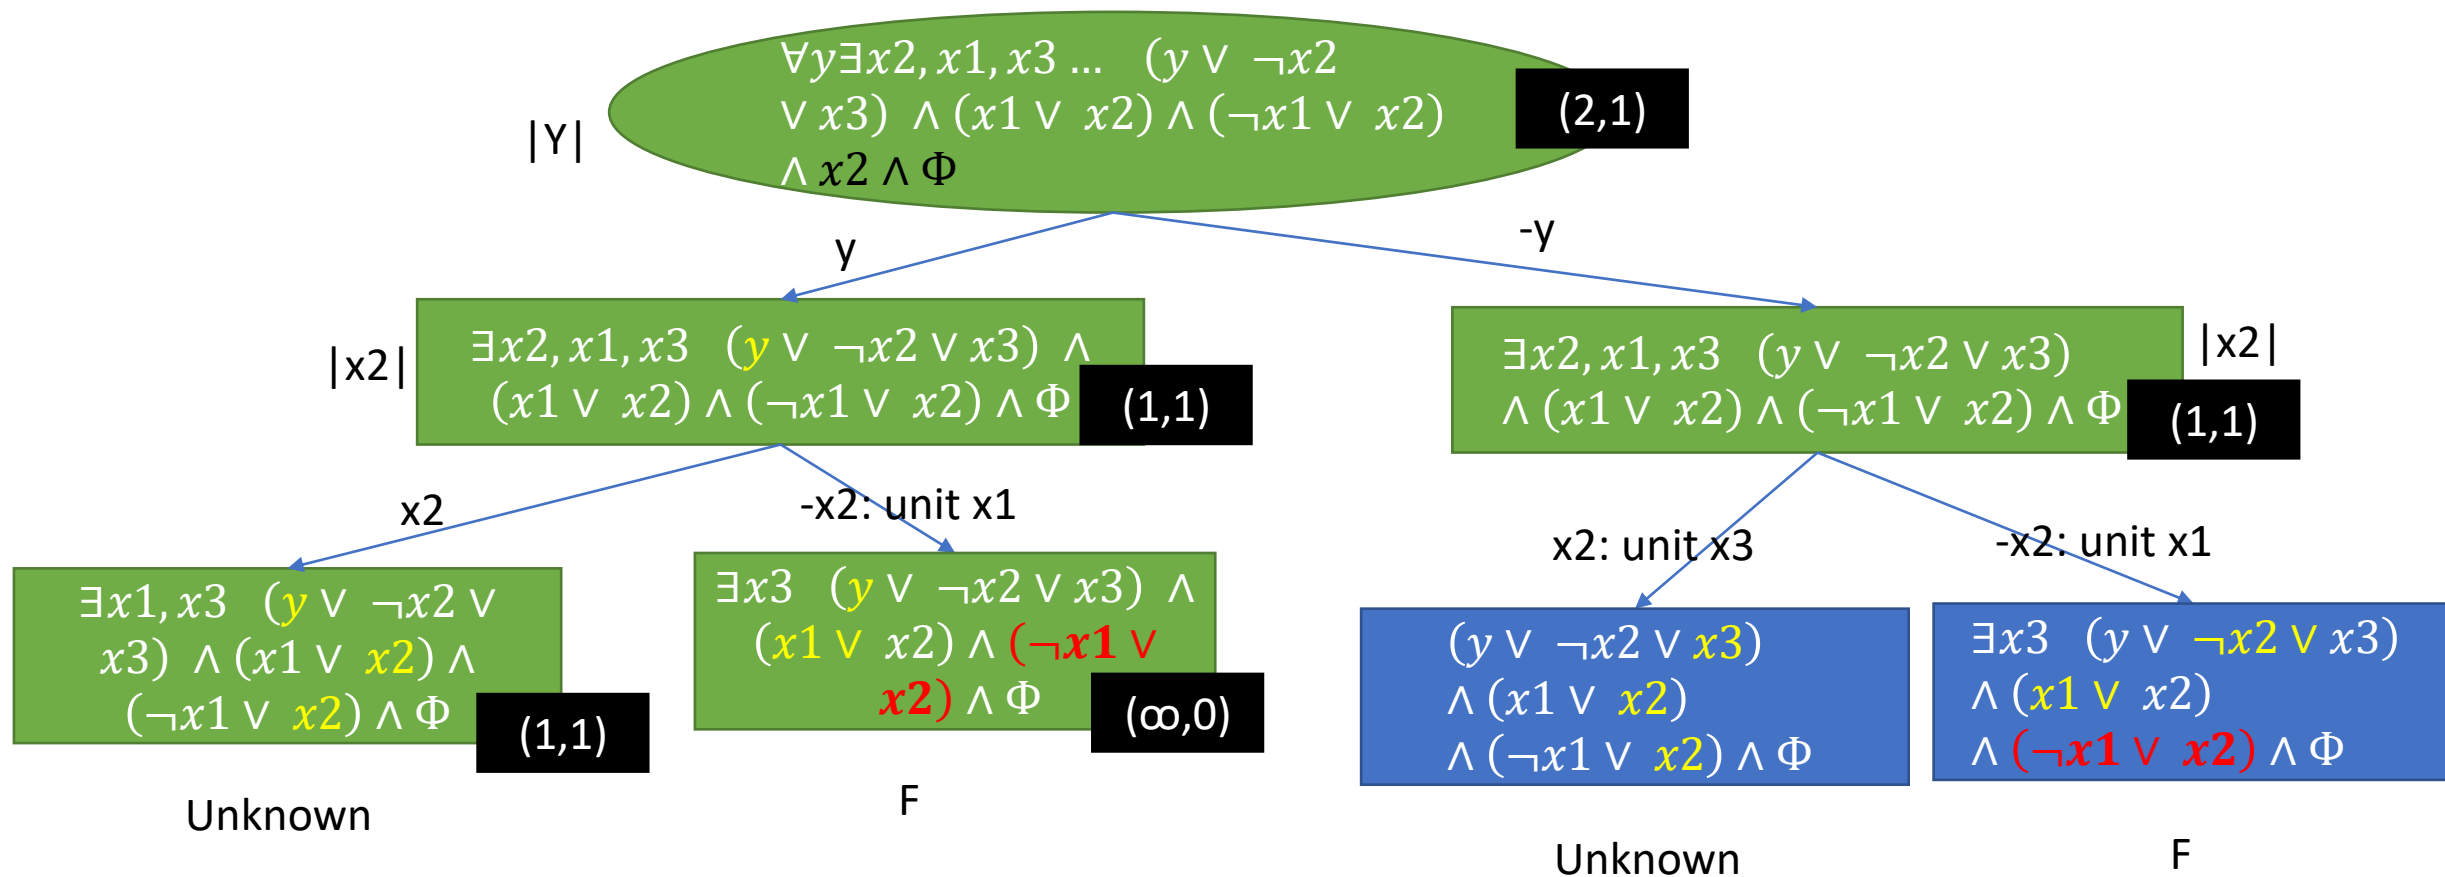 ∀y∃x2, x1, x3 ... (y ∨ ¬x2
∨ x3) ∧ (x1 ∨ x2) ∧ (¬x1 ∨ x2)
∧ x2 ∧ Φ
(2,1)
|Y|
y
-y
∃x2, x1, x3 (y ∨ ¬x2 ∨ x3) ∧
(x1 ∨ x2) ∧ (¬x1 ∨ x2) ∧ Φ
|x2|
(1,1)
∃x2, x1, x3 (y ∨ ¬x2 ∨ x3)
∧ (x1 ∨ x2) ∧ (¬x1 ∨ x2) ∧ Φ
|x2|
(1,1)
x2
-x2: unit x1
x2: unit x3
-x2: unit x1
∃x1, x3 (y ∨ ¬x2 ∨
x3) ∧ (x1 ∨ x2) ∧
(¬x1 ∨ x2) ∧ Φ
(1,1)
Unknown
∃x3 (y ∨ ¬x2 ∨ x3) ∧
(x1 ∨ x2) ∧ (¬x1 ∨
x2) ∧ Φ
(∞,0)
F
(y ∨ ¬x2 ∨ x3)
∧ (x1 ∨ x2)
∧ (¬x1 ∨ x2) ∧ Φ
Unknown
∃x3 (y ∨ ¬x2 ∨ x3)
∧ (x1 ∨ x2)
∧ (¬x1 ∨ x2) ∧ Φ
F